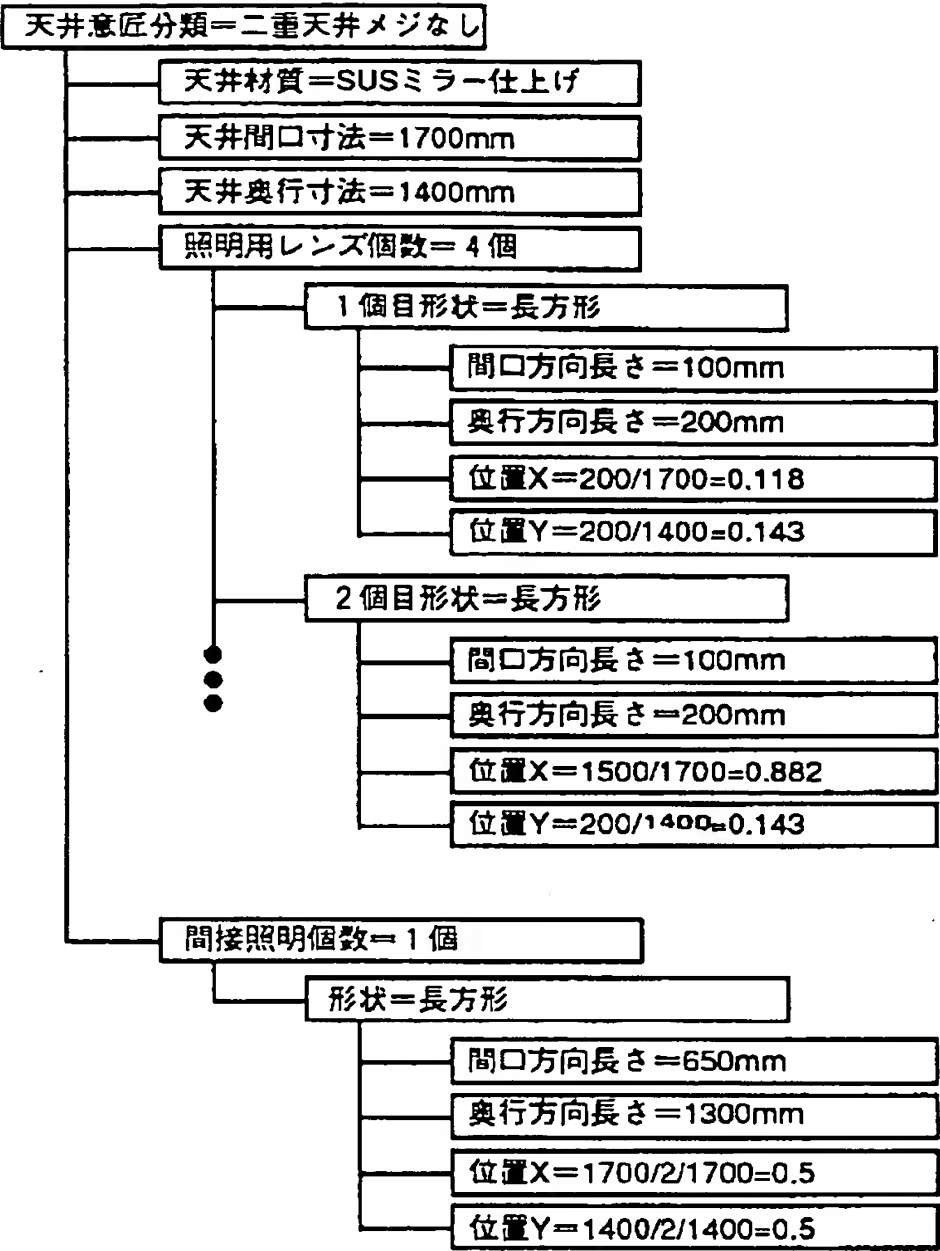 天井意匠分類＝二重天井メジなし
天井材質＝SUSミラー仕上げ
天井間口寸法＝1700mm
天井奥行寸法＝1400mm
照明用レンズ個数＝4個
1個目形状＝長方形
間口方向長さ＝100mm
奥行方向長さ＝200mm
位置X＝200/1700=0.118
位置Y＝200/1400=0.143
2個目形状＝長方形
間口方向長さ＝100mm
奥行方向長さ＝200mm
位置X＝1500/1700=0.882
位置Y＝200/1400=0.143
間接照明個数＝1個
形状＝長方形
間口方向長さ＝650mm
奥行方向長さ＝1300mm
位置X＝1700/2/1700=0.5
位置Y＝1400/2/1400=0.5